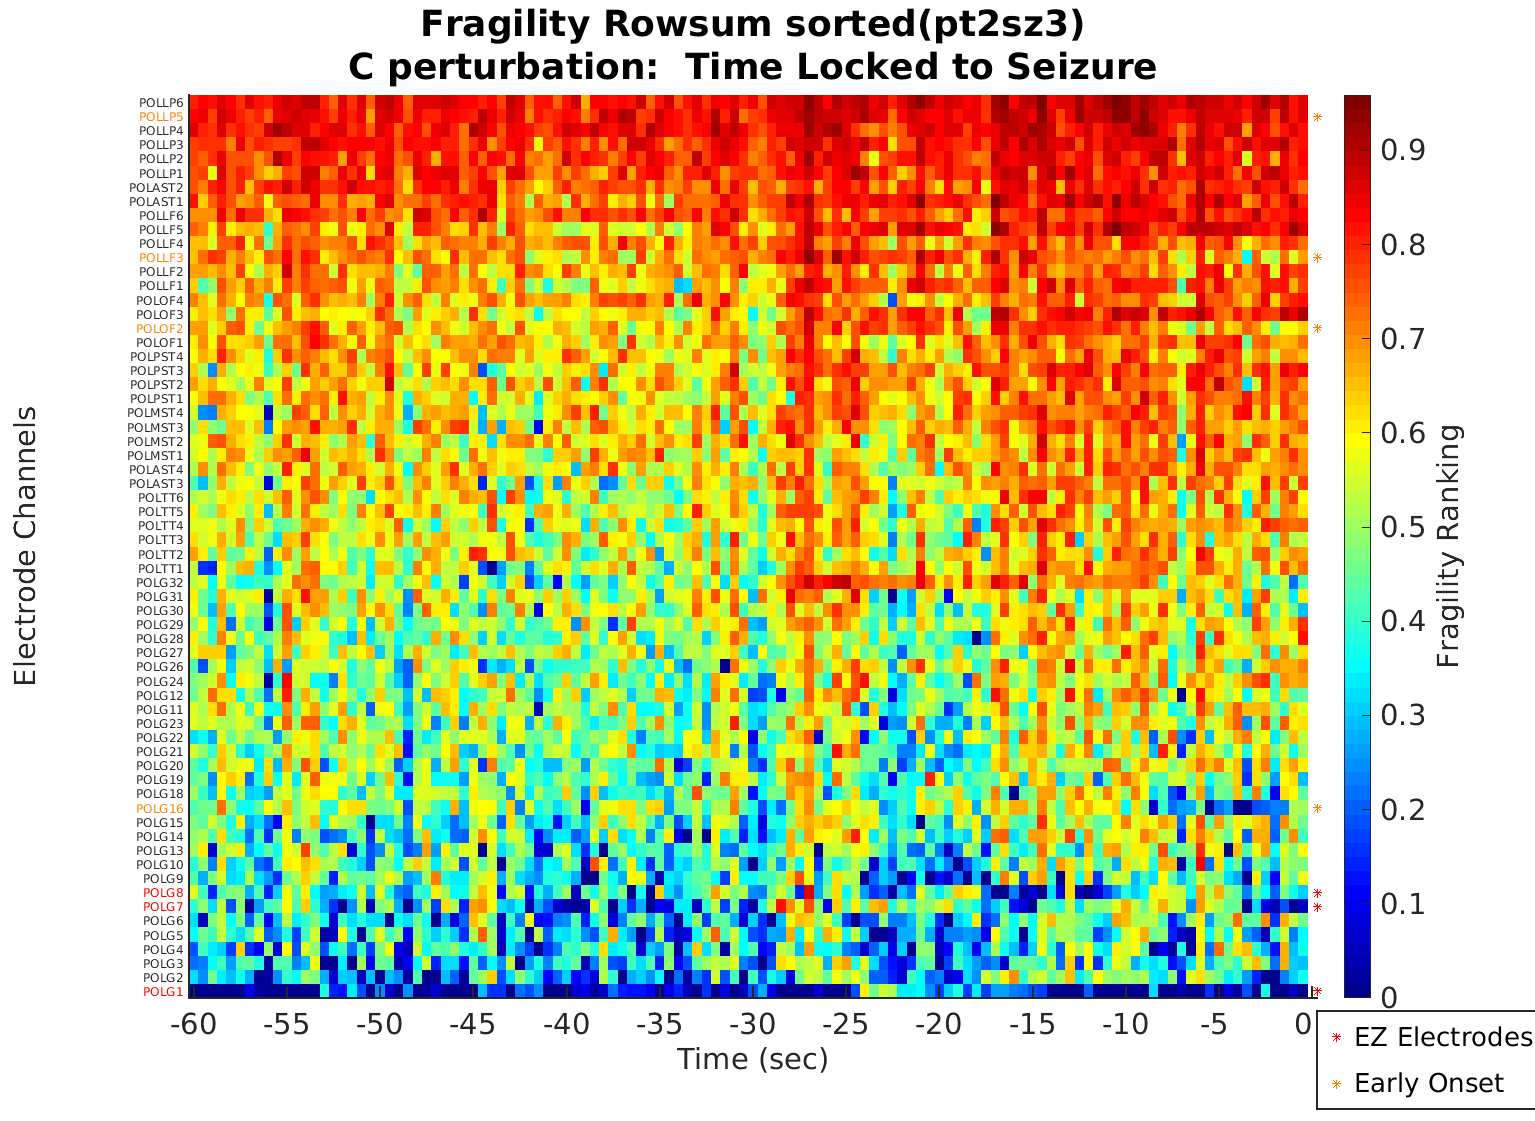 Fragility Rowsum sorted(pt2sz3)
C perturbation:  Time Locked to Seizure
Electrode Channels
POLLP6
POLLP5
POLLP4
POLLP3
POLLP2
POLLP1
POLAST2
POLAST1
POLLF6
POLLF5
POLLF4
POLLF3
POLLF2
POLLF1
POLOF4
POLOF3
POLOF2
POLOF1
POLPST4
POLPST3
POLPST2
POLPST1
POLMST4
POLMST3
POLMST2
POLMST1
POLAST4
POLAST3
POLTT6
POLTT5
POLTT4
POLTT3
POLTT2
POLTT1
POLG32
POLG31
POLG30
POLG29
POLG28
POLG27
POLG26
POLG24
POLG12
POLG11
POLG23
POLG22
POLG21
POLG20
POLG19
POLG18
POLG16
POLG15
POLG14
POLG13
POLG10
POLG9
POLG8
POLG7
POLG6
POLG5
POLG4
POLG3
POLG2
POLG1
-60 -55 -50 -45 -40 -35 -30 -25 -20 -15 -10 -5 0
Time (sec)
0.9
0.8
0.7
0.6
0.5
0.4
0.3
0.2
0.1
0
Fragility Ranking
EZ Electrodes
Early Onset